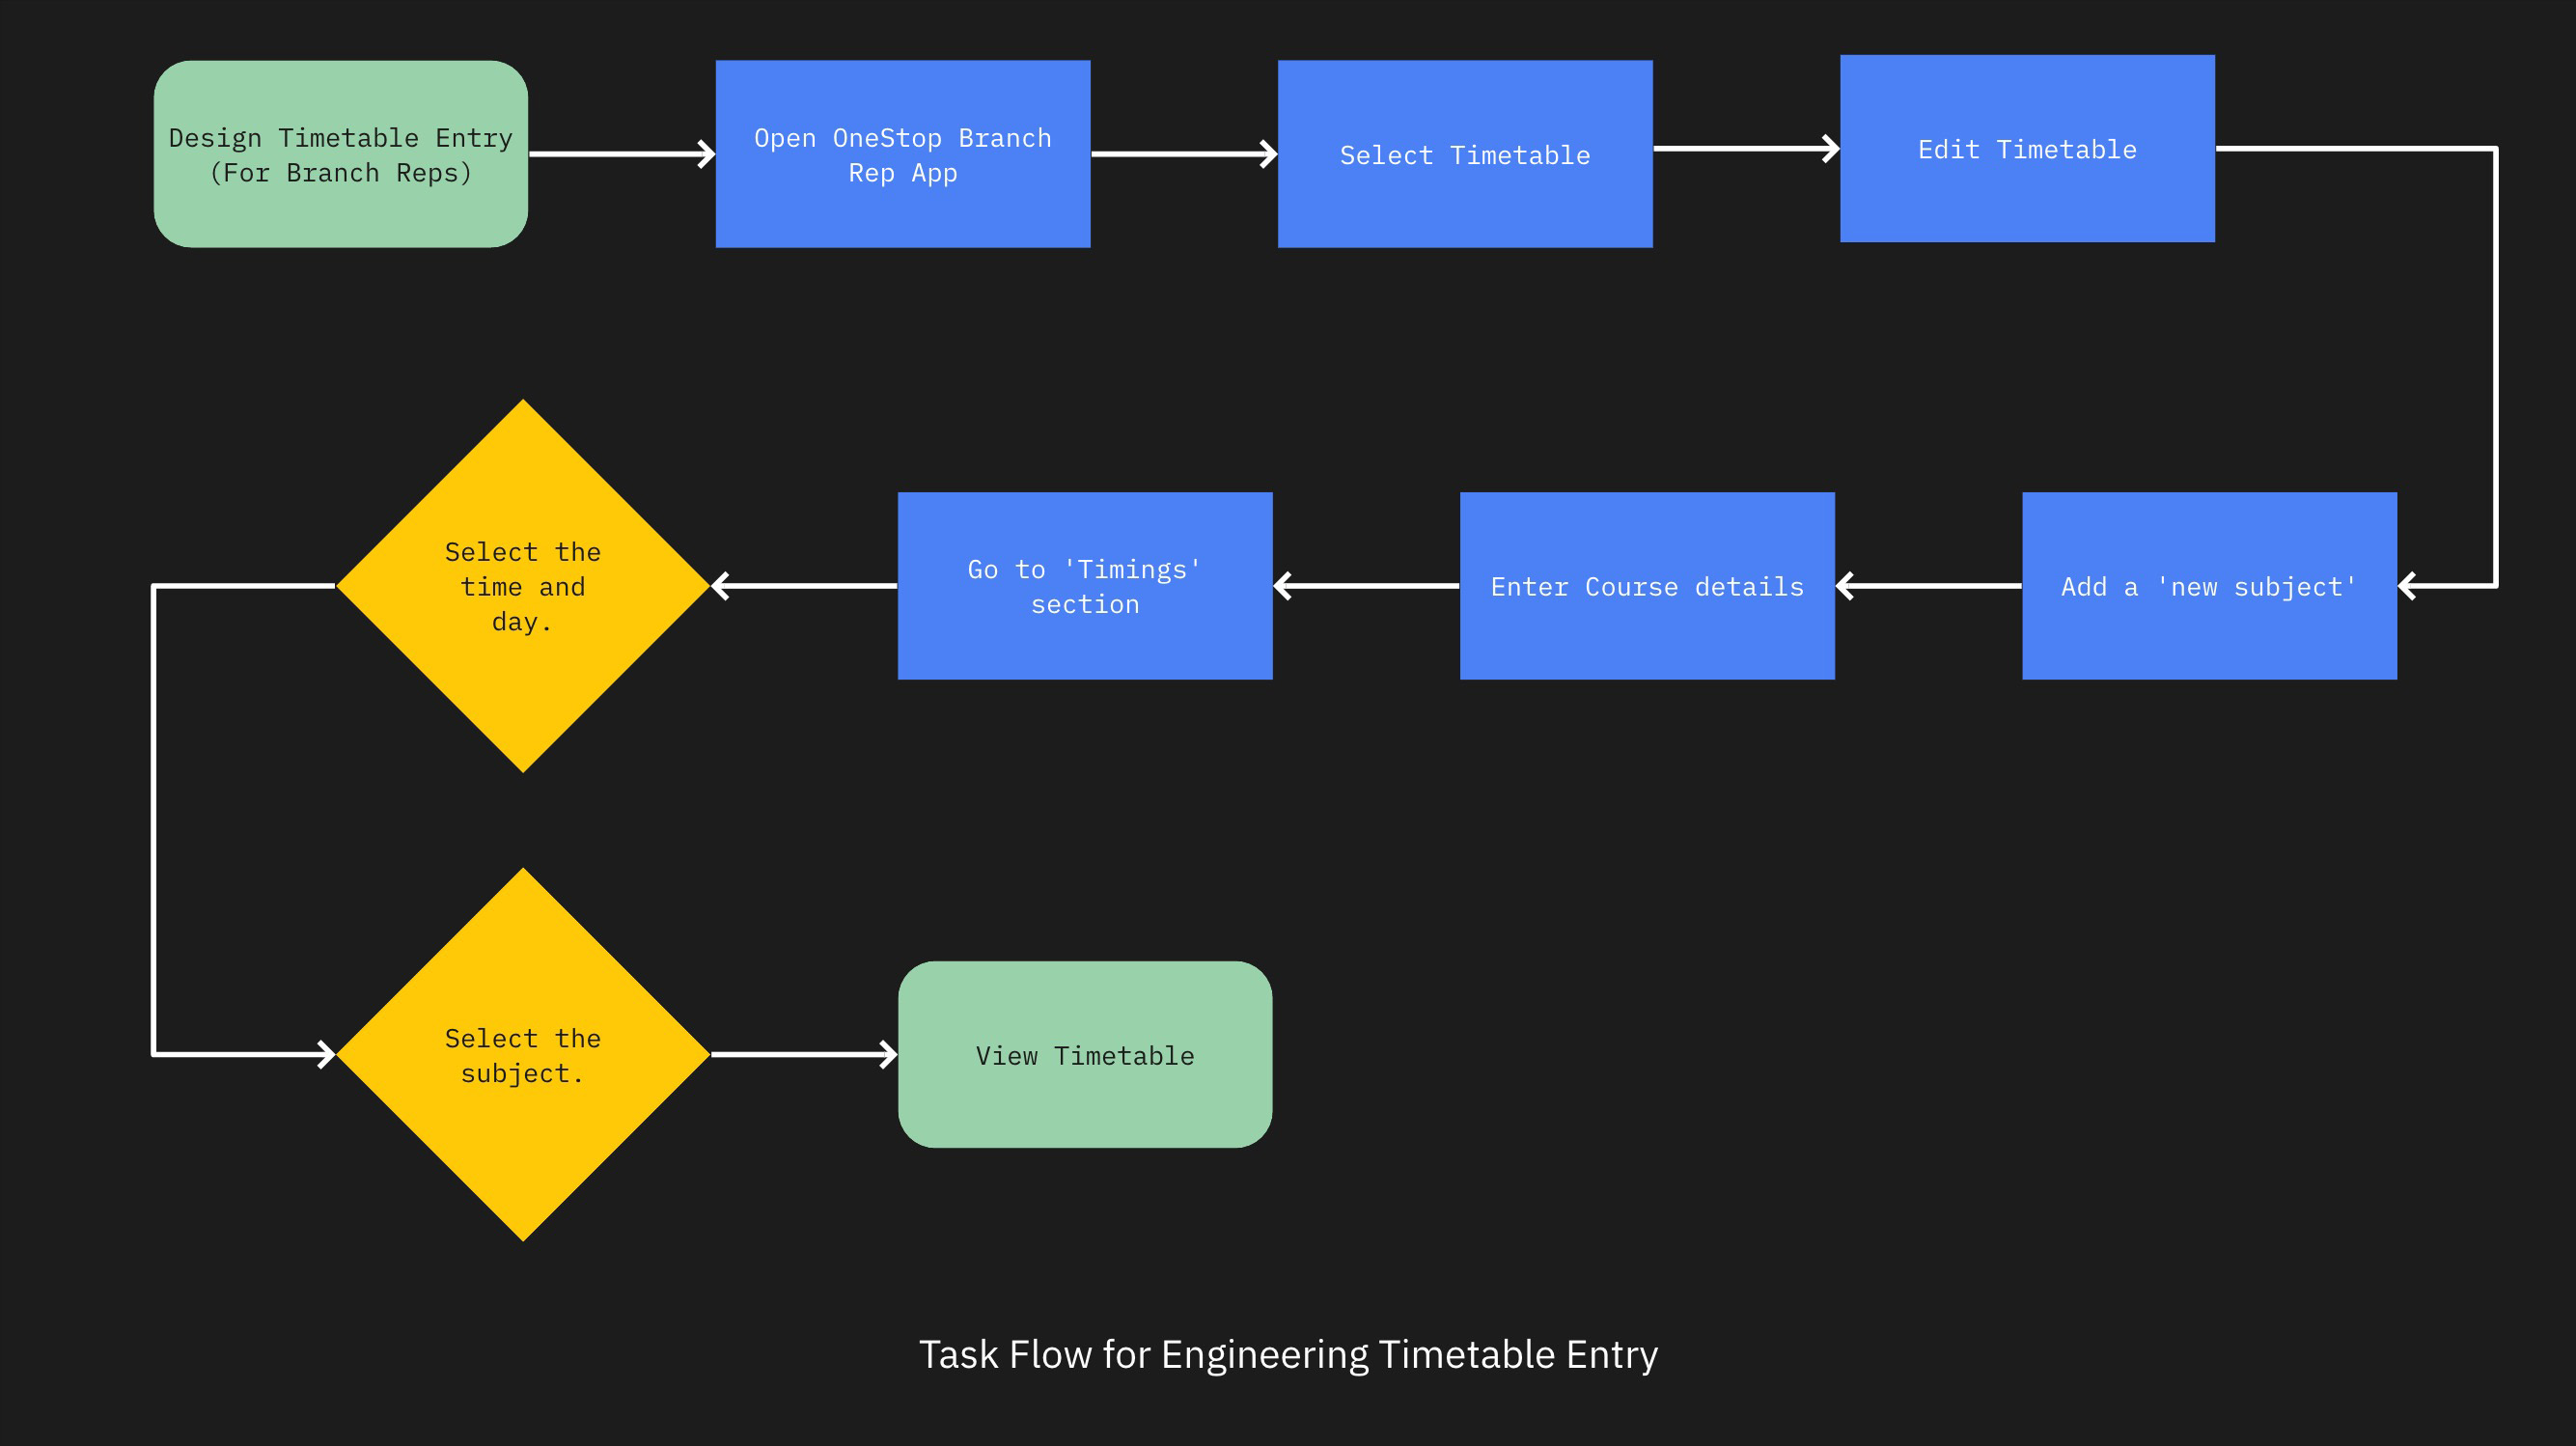 Design Timetable Entry
(For Branch Reps)
Open OneStop Branch
Rep App
Select Timetable
Edit Timetable
Add a 'new subject'
Enter Course details
Go to 'Timings'
section
Select the
time and
day.
Select the
subject.
View Timetable
Task Flow for Engineering Timetable Entry